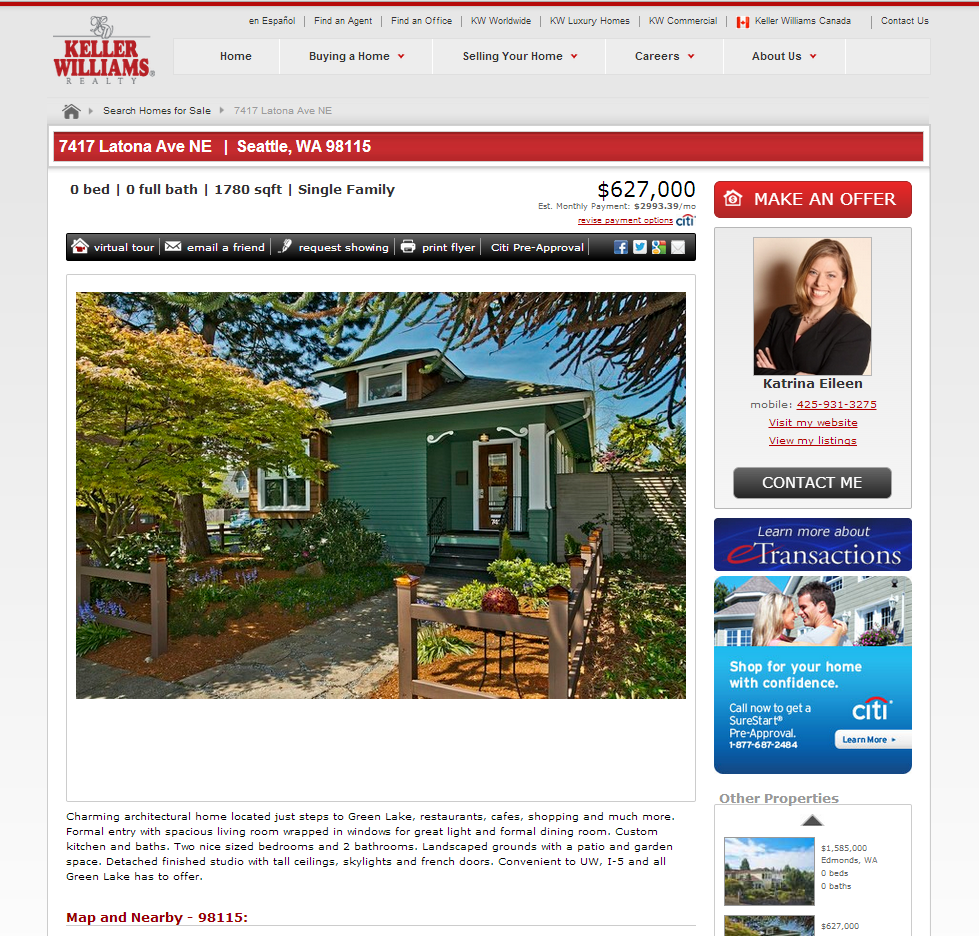 en Español | Find an Agent | Find an Office | KW Worldwide | KW Luxury Homes | KW Commercial | Keller Williams Canada | Contact Us
KELLER
WILLIAMS®
REALTY
Home
Buying a Home
Selling Your Home
Careers
About Us
Search Homes for Sale
7417 Latona Ave NE
7417 Latona Ave NE | Seattle, WA 98115
0 bed | 0 full bath | 1780 sqft | Single Family
$627,000
Est. Monthly Payment: $2993.39/mo
revise payment options citi
virtual tour | email a friend | request showing | print flyer | Citi Pre-Approval
Charming architectural home located just steps to Green Lake, restaurants, cafes, shopping and much more.
Formal entry with spacious living room wrapped in windows for great light and formal dining room. Custom
kitchen and baths. Two nice sized bedrooms and 2 bathrooms. Landscaped grounds with a patio and garden
space. Detached finished studio with tall ceilings, skylights and french doors. Convenient to UW, I-5 and all
Green Lake has to offer.
Map and Nearby - 98115:
MAKE AN OFFER
Katrina Eileen
mobile: 425-931-3275
Visit my website
View my listings
CONTACT ME
Learn more about
eTransactions
Shop for your home
with confidence.
Call now to get a
SureStart®
Pre-Approval.
1-877-687-2484
citi
Learn More
Other Properties
$1,585,000
Edmonds, WA
0 beds
0 baths
$627,000